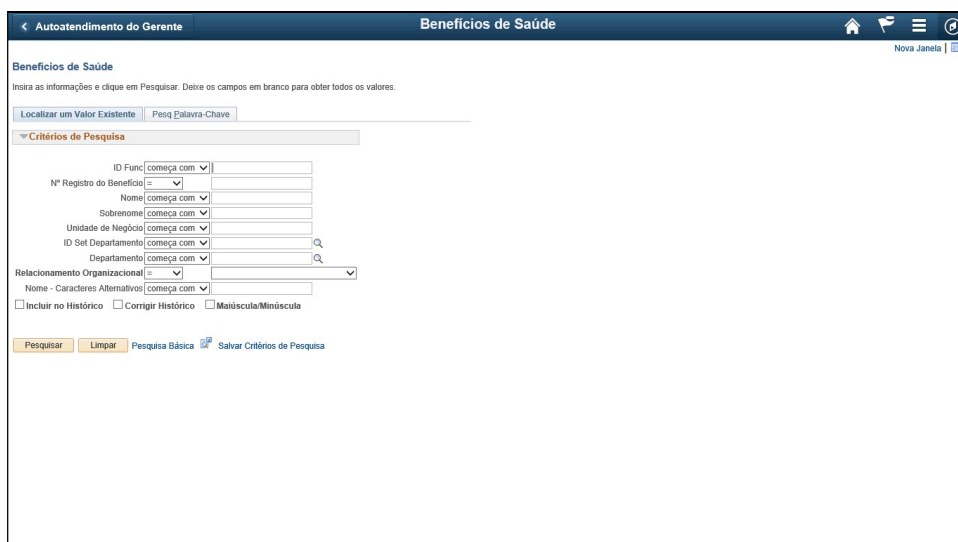 Autoatendimento do Gerente Benefícios de Saúde
Nova Janela |
Benefícios de Saúde
Insira as informações e clique em Pesquisar. Deixe os campos em branco para obter todos os valores.
Localizar um Valor Existente Pesq Palavra-Chave
Critérios de Pesquisa
ID Func começa com
Nº Registro do Benefício =
Nome começa com
Sobrenome começa com
Unidade de Negócio começa com
ID Set Departamento começa com
Departamento começa com
Relacionamento Organizacional =
Nome - Caracteres Alternativos começa com
Incluir no Histórico Corrigir Histórico Maiúscula/Minúscula
Pesquisar Limpar Pesquisa Básica Salvar Critérios de Pesquisa